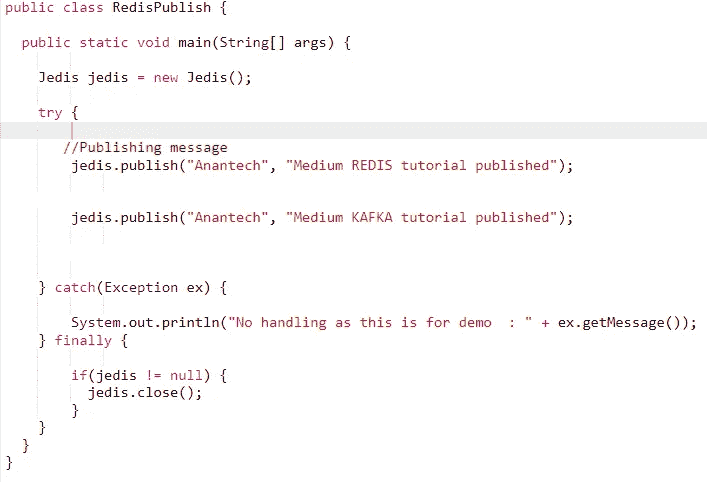 public class RedisPublish {
public static void main(String[] args) {
Jedis jedis = new Jedis();
try {
//Publishing message
jedis.publish("Anantech", "Medium REDIS tutorial published");
jedis.publish("Anantech", "Medium KAFKA tutorial published");
} catch(Exception ex) {
System.out.println("No handling as this is for demo  : " + ex.getMessage());
} finally {
if(jedis != null) {
jedis.close();
}
}
}
}